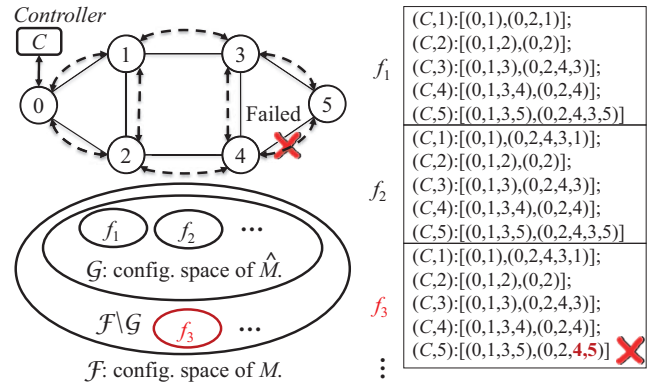 Controller
C
1
3
0
5
Failed
2
4
f1
f2
...
G: config. space of M̂.
F\G
f3
...
F: config. space of M.
f1
(C,1):[(0,1),(0,2,1)];
(C,2):[(0,1,2),(0,2)];
(C,3):[(0,1,3),(0,2,4,3)];
(C,4):[(0,1,3,4),(0,2,4)];
(C,5):[(0,1,3,5),(0,2,4,3,5)]
f2
(C,1):[(0,1),(0,2,4,3,1)];
(C,2):[(0,1,2),(0,2)];
(C,3):[(0,1,3),(0,2,4,3)];
(C,4):[(0,1,3,4),(0,2,4)];
(C,5):[(0,1,3,5),(0,2,4,3,5)]
f3
(C,1):[(0,1),(0,2,4,3,1)];
(C,2):[(0,1,2),(0,2)];
(C,3):[(0,1,3),(0,2,4,3)];
(C,4):[(0,1,3,4),(0,2,4)];
(C,5):[(0,1,3,5),(0,2,4,5)]
⋮